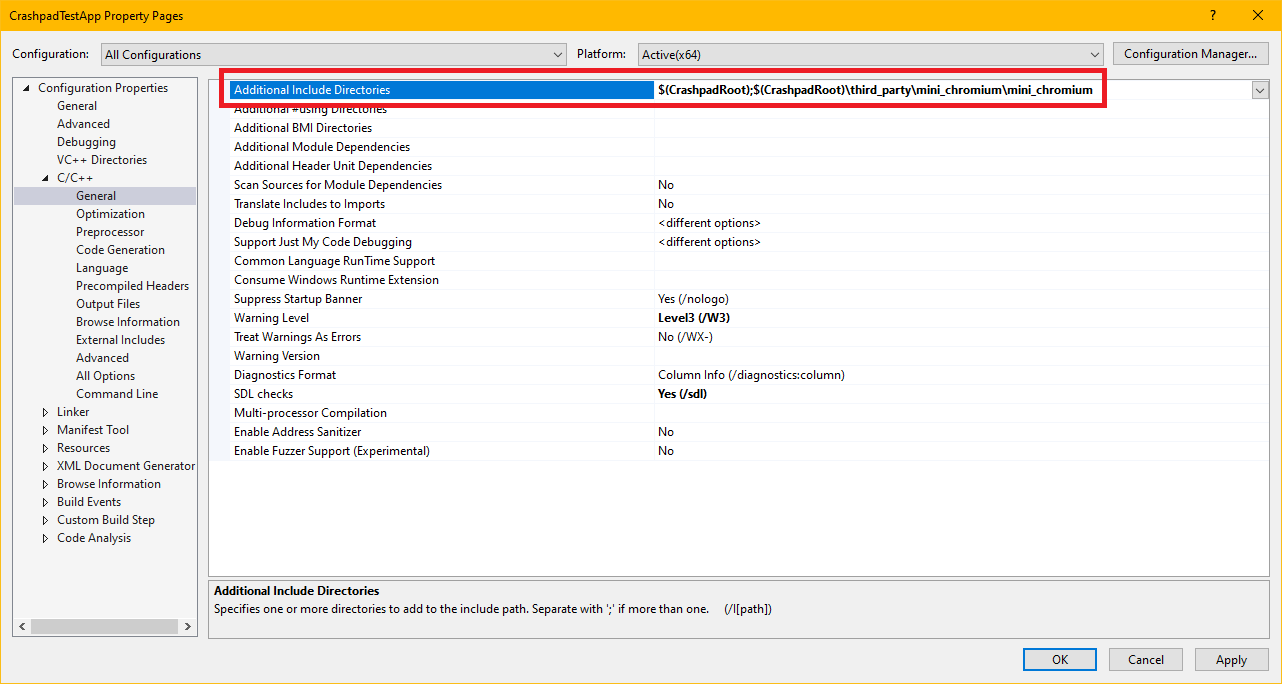 CrashpadTestApp Property Pages
?
Configuration: All Configurations Platform: Active(x64) Configuration Manager...
Configuration Properties
General
Advanced
Debugging
VC++ Directories
C/C++
General
Optimization
Preprocessor
Code Generation
Language
Precompiled Headers
Output Files
Browse Information
External Includes
Advanced
All Options
Command Line
Linker
Manifest Tool
Resources
XML Document Generator
Browse Information
Build Events
Custom Build Step
Code Analysis
Additional Include Directories $(CrashpadRoot);$(CrashpadRoot)\third_party\mini_chromium\mini_chromium
Additional #using Directories
Additional BMI Directories
Additional Module Dependencies
Additional Header Unit Dependencies
Scan Sources for Module Dependencies No
Translate Includes to Imports No
Debug Information Format <different options>
Support Just My Code Debugging <different options>
Common Language RunTime Support
Consume Windows Runtime Extension
Suppress Startup Banner Yes (/nologo)
Warning Level Level3 (/W3)
Treat Warnings As Errors No (/WX-)
Warning Version
Diagnostics Format Column Info (/diagnostics:column)
SDL checks Yes (/sdl)
Multi-processor Compilation
Enable Address Sanitizer No
Enable Fuzzer Support (Experimental) No
Additional Include Directories
Specifies one or more directories to add to the include path. Separate with ';' if more than one. (/I[path])
OK Cancel Apply